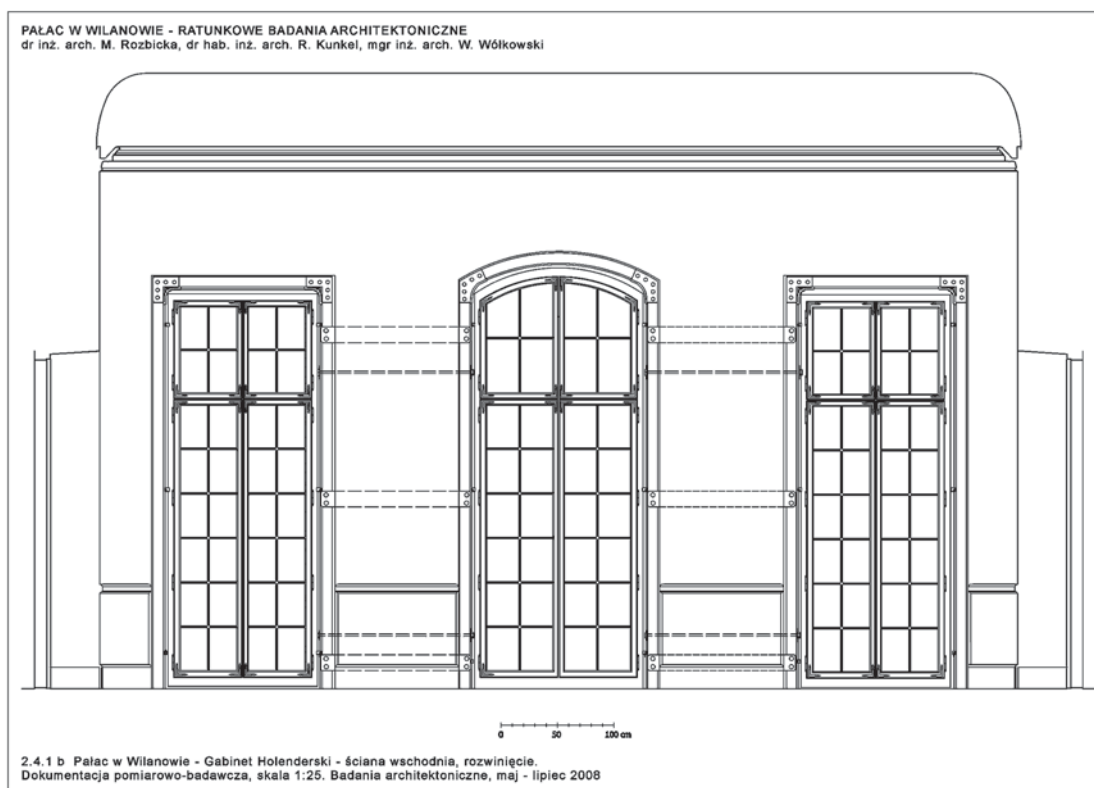 PAŁAC W WILANOWIE - RATUNKOWE BADANIA ARCHITEKTONICZNE
dr inż. arch. M. Rozbicka, dr hab. inż. arch. R. Kunkel, mgr inż. arch. W. Wółkowski
0 50 100 cm
2.4.1 b Pałac w Wilanowie - Gabinet Holenderski - ściana wschodnia, rozwinięcie.
Dokumentacja pomiarowo-badawcza, skala 1:25. Badania architektoniczne, maj - lipiec 2008